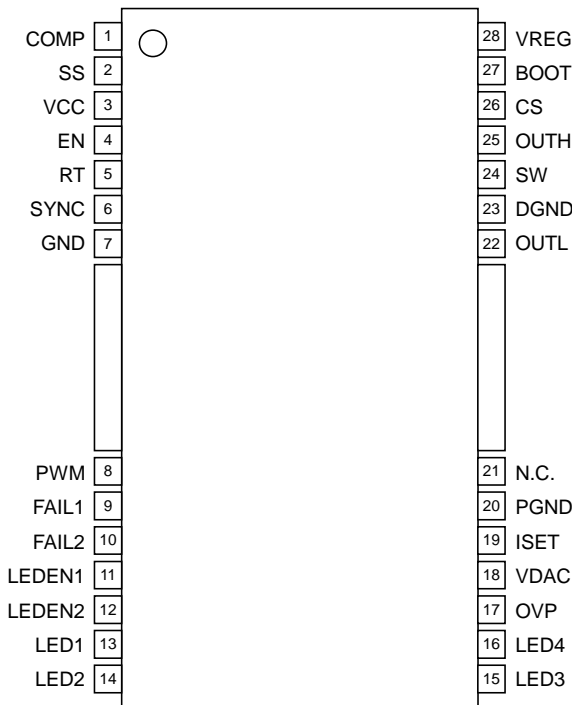 COMP 1 28 VREG
SS 2 27 BOOT
VCC 3 26 CS
EN 4 25 OUTH
RT 5 24 SW
SYNC 6 23 DGND
GND 7 22 OUTL
PWM 8 21 N.C.
FAIL1 9 20 PGND
FAIL2 10 19 ISET
LEDEN1 11 18 VDAC
LEDEN2 12 17 OVP
LED1 13 16 LED4
LED2 14 15 LED3